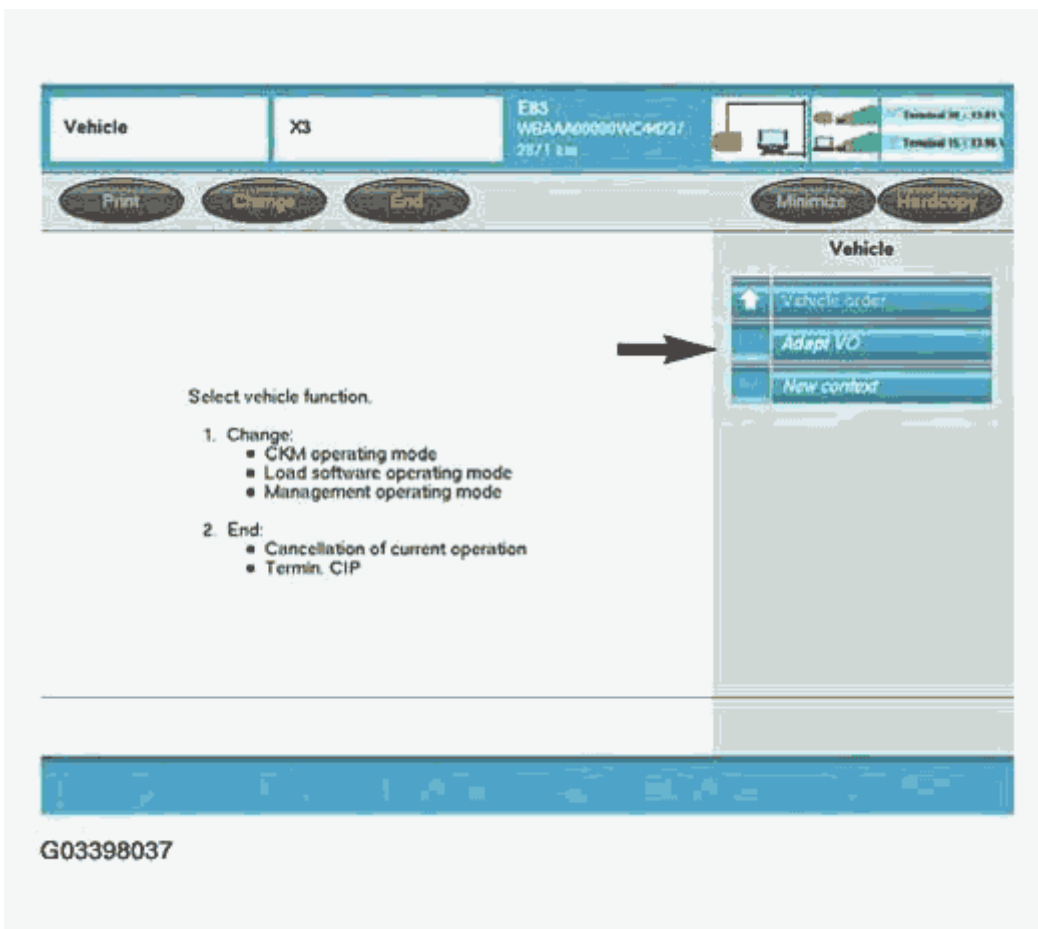 Vehicle
X3
E83
2871 km
Print
Change
End
Minimize
Hardcopy
Vehicle
Vehicle order
Adapt VO
New context
Select vehicle function.
1. Change:
■ CKM operating mode
■ Load software operating mode
■ Management operating mode
2. End:
■ Cancellation of current operation
■ Termin. CIP
G03398037